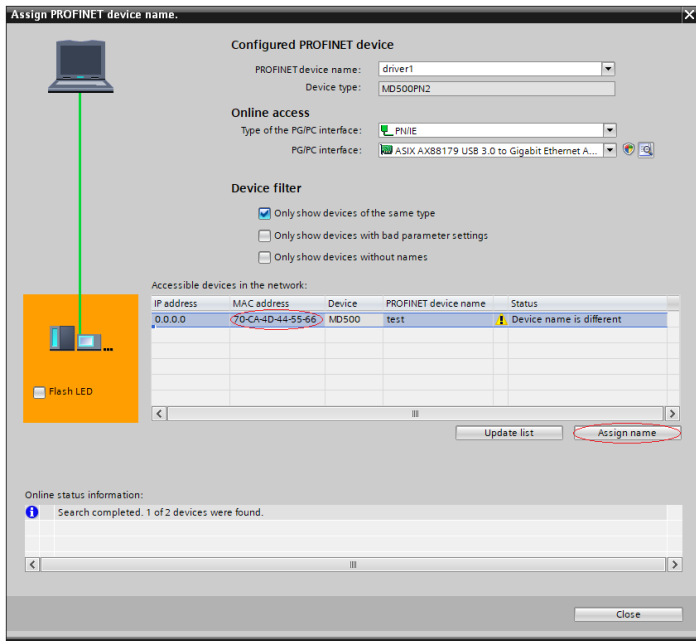 Assign PROFINET device name.
Configured PROFINET device
PROFINET device name: driver1
Device type: MD500PN2
Online access
Type of the PG/PC interface: PN/IE
PG/PC interface: ASIX AX88179 USB 3.0 to Gigabit Ethernet A...
Device filter
Only show devices of the same type
Only show devices with bad parameter settings
Only show devices without names
Accessible devices in the network:
IP address MAC address Device PROFINET device name Status
0.0.0.0 70-CA-4D-44-55-66 MD500 test Device name is different
...
Flash LED
Update list Assign name
Online status information:
Search completed. 1 of 2 devices were found.
Close